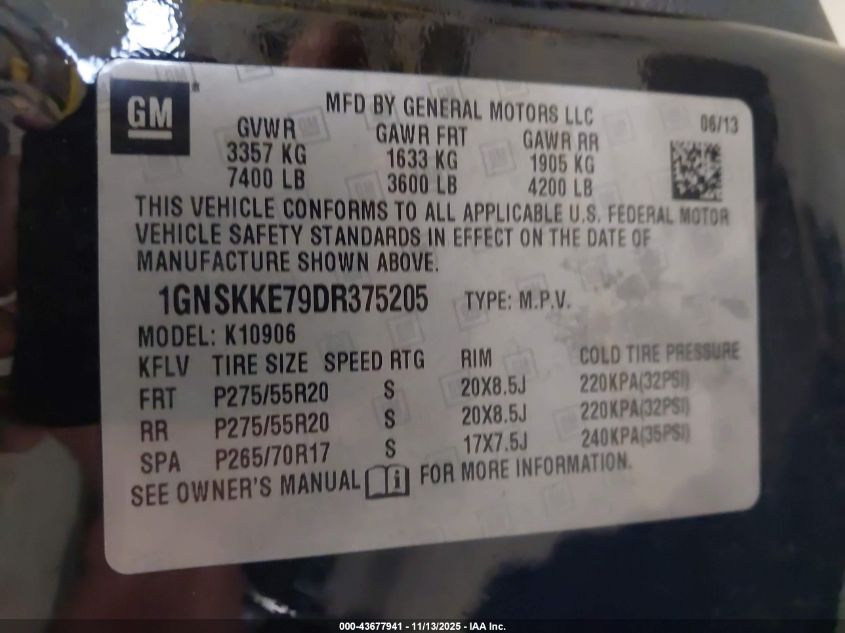 GM
MFD BY GENERAL MOTORS LLC
06/13
GVWR GAWR FRT GAWR RR
3357 KG 1633 KG 1905 KG
7400 LB 3600 LB 4200 LB
THIS VEHICLE CONFORMS TO ALL APPLICABLE U.S. FEDERAL MOTOR
VEHICLE SAFETY STANDARDS IN EFFECT ON THE DATE OF
MANUFACTURE SHOWN ABOVE.
1GNSKKE79DR375205 TYPE: M.P.V.
MODEL: K10906
KFLV TIRE SIZE SPEED RTG RIM COLD TIRE PRESSURE
FRT P275/55R20 S 20X8.5J 220KPA(32PSI)
RR P275/55R20 S 20X8.5J 220KPA(32PSI)
SPA P265/70R17 S 17X7.5J 240KPA(35PSI)
SEE OWNER'S MANUAL i FOR MORE INFORMATION.
000-43677941 - 11/13/2025 - IAA Inc.